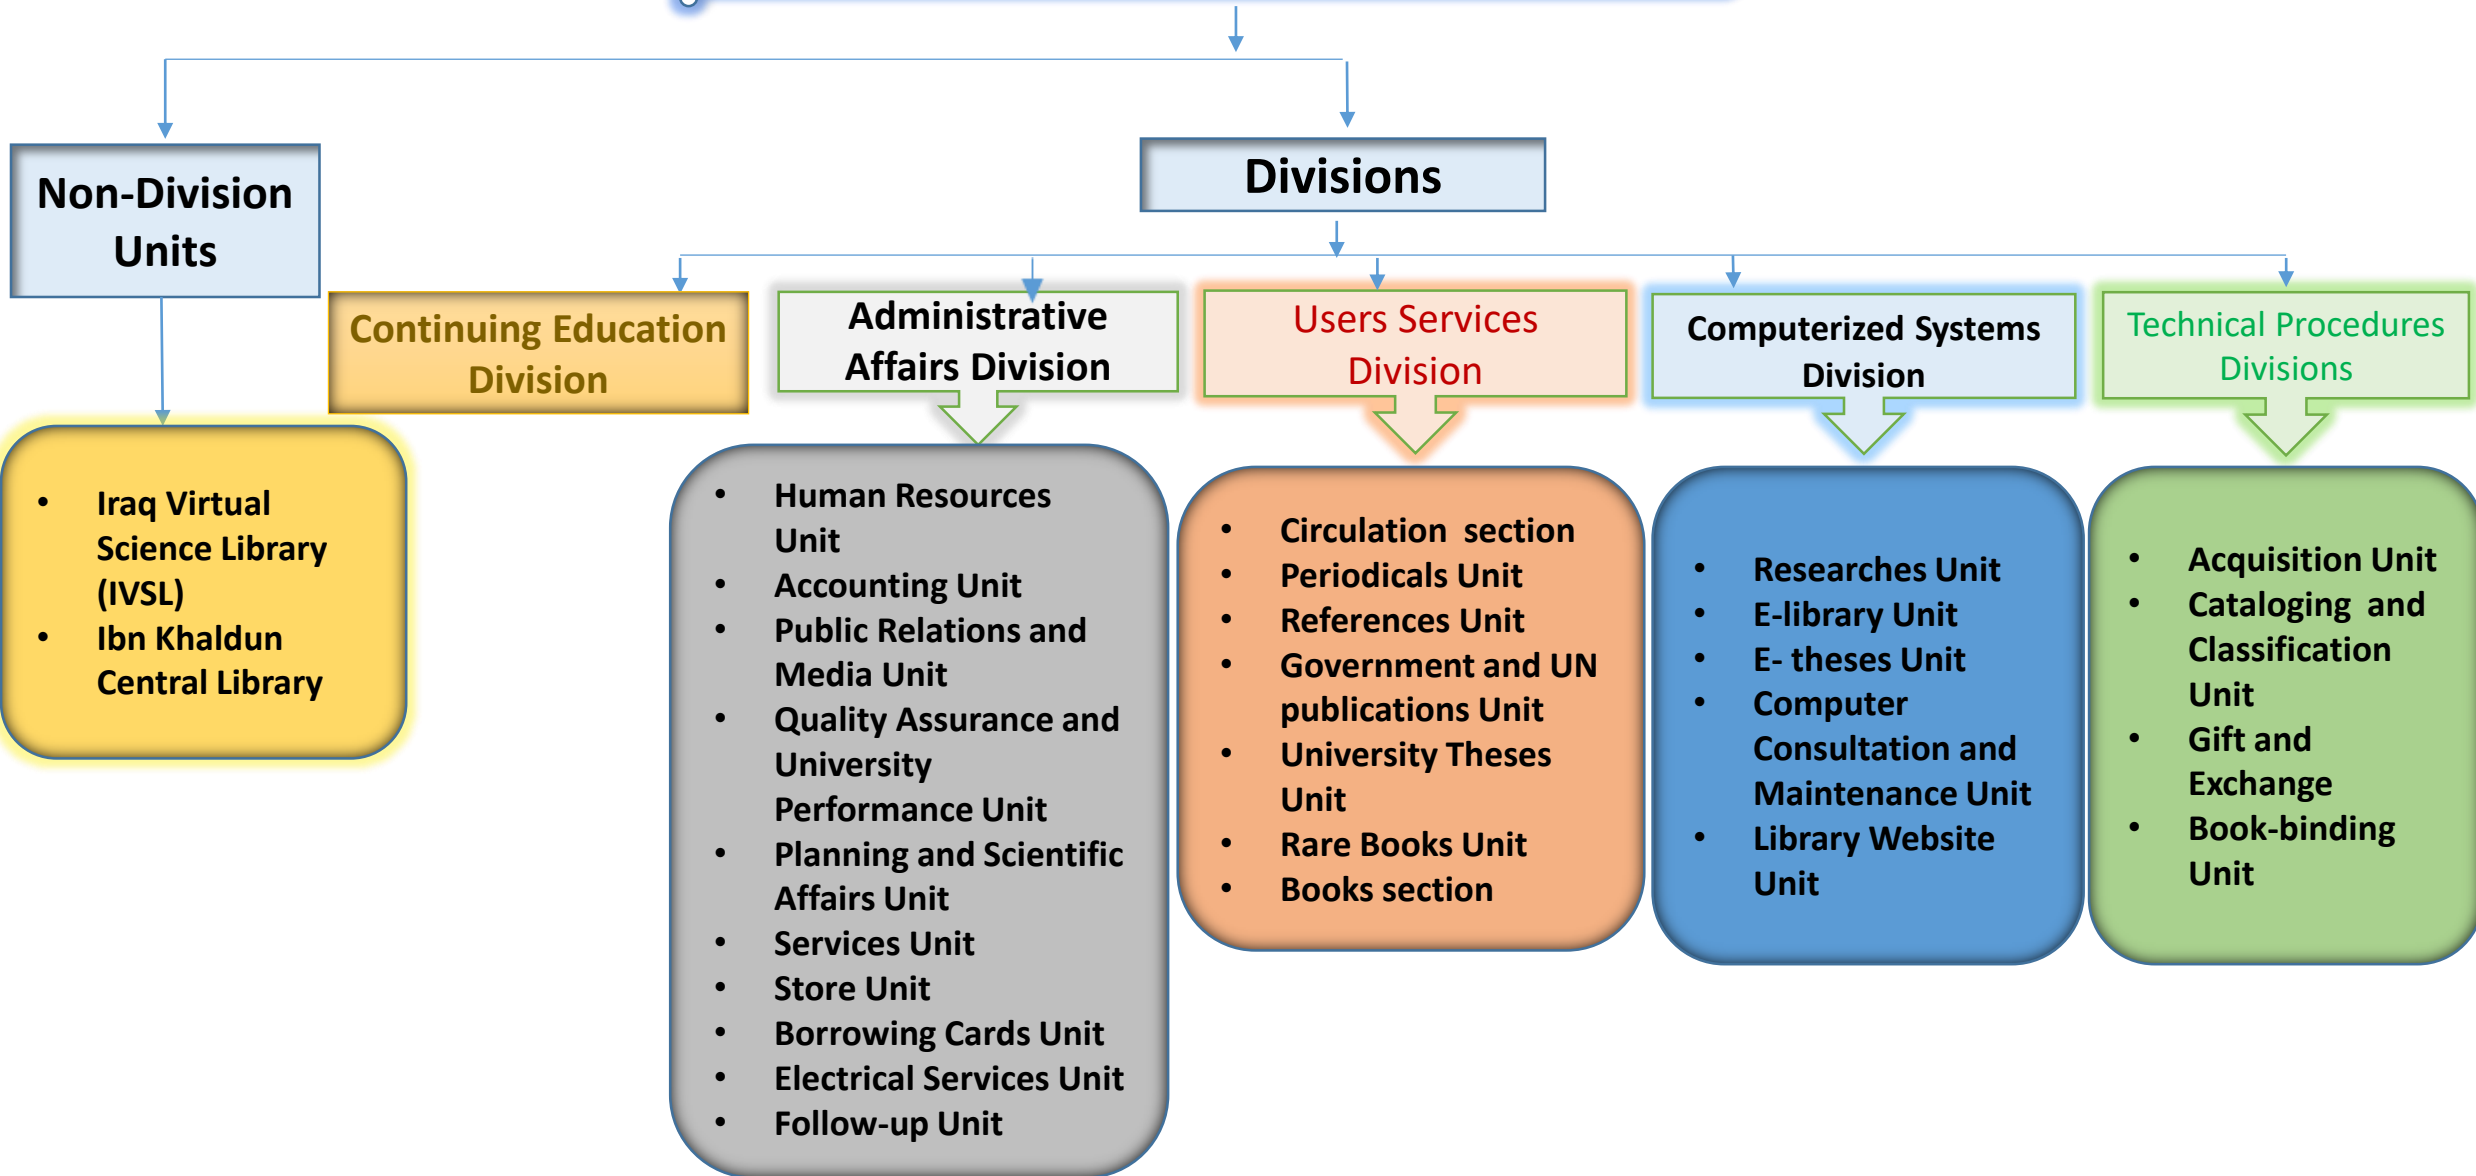 Non-Division
Units
Divisions
Continuing Education
Division
Administrative
Affairs Division
Users Services
Division
Computerized Systems
Division
Technical Procedures
Divisions
• Iraq Virtual
Science Library
(IVSL)
• Ibn Khaldun
Central Library
• Human Resources
Unit
• Accounting Unit
• Public Relations and
Media Unit
• Quality Assurance and
University
Performance Unit
• Planning and Scientific
Affairs Unit
• Services Unit
• Store Unit
• Borrowing Cards Unit
• Electrical Services Unit
• Follow-up Unit
• Circulation  section
• Periodicals Unit
• References Unit
• Government and UN
publications Unit
• University Theses
Unit
• Rare Books Unit
• Books section
• Researches Unit
• E-library Unit
• E- theses Unit
• Computer
Consultation and
Maintenance Unit
• Library Website
Unit
• Acquisition Unit
• Cataloging  and
Classification
Unit
• Gift and
Exchange
• Book-binding
Unit